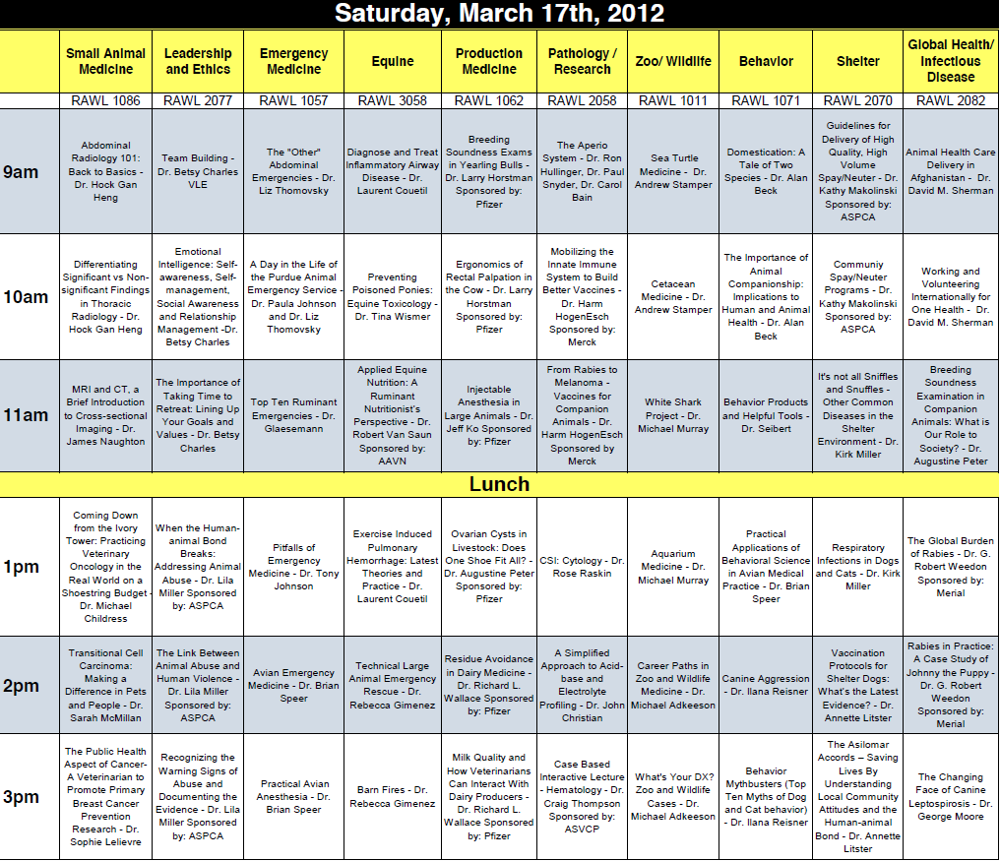 Saturday, March 17th, 2012
Small Animal
Medicine
Leadership
and Ethics
Emergency
Medicine
Equine
Production
Medicine
Pathology /
Research
Zoo/ Wildlife
Behavior
Shelter
Global Health/
Infectious
Disease
RAWL 1086
RAWL 2077
RAWL 1057
RAWL 3058
RAWL 1062
RAWL 2058
RAWL 1011
RAWL 1071
RAWL 2070
RAWL 2082
9am
Abdominal
Radiology 101:
Back to Basics -
Dr. Hock Gan
Heng
Team Building -
Dr. Betsy Charles
VLE
The "Other"
Abdominal
Emergencies - Dr.
Liz Thomovsky
Diagnose and Treat
Inflammatory Airway
Disease - Dr.
Laurent Couetil
Breeding
Soundness Exams
in Yearling Bulls -
Dr. Larry Horstman
Sponsored by:
Pfizer
The Aperio
System - Dr. Ron
Hullinger, Dr. Paul
Snyder, Dr. Carol
Bain
Sea Turtle
Medicine - Dr.
Andrew Stamper
Domestication: A
Tale of Two
Species - Dr. Alan
Beck
Guidelines for
Delivery of High
Quality, High
Volume
Spay/Neuter - Dr.
Kathy Makolinski
Sponsored by:
ASPCA
Animal Health Care
Delivery in
Afghanistan - Dr.
David M. Sherman
10am
Differentiating
Significant vs Non-
significant Findings
in Thoracic
Radiology - Dr.
Hock Gan Heng
Emotional
Intelligence: Self-
awareness, Self-
management,
Social Awareness
and Relationship
Management -Dr.
Betsy Charles
A Day in the Life of
the Purdue Animal
Emergency Service -
Dr. Paula Johnson
and Dr. Liz
Thomovsky
Preventing
Poisoned Ponies:
Equine Toxicology -
Dr. Tina Wismer
Ergonomics of
Rectal Palpation in
the Cow - Dr. Larry
Horstman
Sponsored by:
Pfizer
Mobilizing the
Innate Immune
System to Build
Better Vaccines -
Dr. Harm
HogenEsch
Sponsored by:
Merck
Cetacean
Medicine - Dr.
Andrew Stamper
The Importance of
Animal
Companionship:
Implications to
Human and Animal
Health - Dr. Alan
Beck
Communiy
Spay/Neuter
Programs - Dr.
Kathy Makolinski
Sponsored by:
ASPCA
Working and
Volunteering
Internationally for
One Health - Dr.
David M. Sherman
11am
MRI and CT, a
Brief Introduction
to Cross-sectional
Imaging - Dr.
James Naughton
The Importance of
Taking Time to
Retreat: Lining Up
Your Goals and
Values - Dr. Betsy
Charles
Top Ten Ruminant
Emergencies - Dr.
Glaesemann
Applied Equine
Nutrition: A
Ruminant
Nutritionist's
Perspective - Dr.
Robert Van Saun
Sponsored by:
AAVN
Injectable
Anesthesia in
Large Animals - Dr.
Jeff Ko Sponsored
by: Pfizer
From Rabies to
Melanoma -
Vaccines for
Companion
Animals - Dr.
Harm HogenEsch
Sponsored by
Merck
White Shark
Project - Dr.
Michael Murray
Behavior Products
and Helpful Tools -
Dr. Seibert
It's not all Sniffles
and Snuffles -
Other Common
Diseases in the
Shelter
Environment - Dr.
Kirk Miller
Breeding
Soundness
Examination in
Companion
Animals: What is
Our Role to
Society? - Dr.
Augustine Peter
Lunch
1pm
Coming Down
from the Ivory
Tower: Practicing
Veterinary
Oncology in the
Real World on a
Shoestring Budget -
Dr. Michael
Childress
When the Human-
animal Bond
Breaks:
Addressing Animal
Abuse - Dr. Lila
Miller Sponsored
by: ASPCA
Pitfalls of
Emergency
Medicine - Dr. Tony
Johnson
Exercise Induced
Pulmonary
Hemorrhage: Latest
Theories and
Practice - Dr.
Laurent Couetil
Ovarian Cysts in
Livestock: Does
One Shoe Fit All? -
Dr. Augustine Peter
Sponsored by:
Pfizer
CSI: Cytology - Dr.
Rose Raskin
Aquarium
Medicine - Dr.
Michael Murray
Practical
Applications of
Behavioral Science
in Avian Medical
Practice - Dr. Brian
Speer
Respiratory
Infections in Dogs
and Cats - Dr. Kirk
Miller
The Global Burden
of Rabies - Dr. G.
Robert Weedon
Sponsored by:
Merial
2pm
Transitional Cell
Carcinoma:
Making a
Difference in Pets
and People - Dr.
Sarah McMillan
The Link Between
Animal Abuse and
Human Violence -
Dr. Lila Miller
Sponsored by:
ASPCA
Avian Emergency
Medicine - Dr. Brian
Speer
Technical Large
Animal Emergency
Rescue - Dr.
Rebecca Gimenez
Residue Avoidance
in Dairy Medicine -
Dr. Richard L.
Wallace Sponsored
by: Pfizer
A Simplified
Approach to Acid-
base and
Electrolyte
Profiling - Dr. John
Christian
Career Paths in
Zoo and Wildlife
Medicine - Dr.
Michael Adkeeson
Canine Aggression
- Dr. Ilana Reisner
Vaccination
Protocols for
Shelter Dogs:
What's the Latest
Evidence? - Dr.
Annette Litster
Rabies in Practice:
A Case Study of
Johnny the Puppy -
Dr. G. Robert
Weedon
Sponsored by:
Merial
3pm
The Public Health
Aspect of Cancer-
A Veterinarian to
Promote Primary
Breast Cancer
Prevention
Research - Dr.
Sophie Lelievre
Recognizing the
Warning Signs of
Abuse and
Documenting the
Evidence - Dr. Lila
Miller Sponsored
by: ASPCA
Practical Avian
Anesthesia - Dr.
Brian Speer
Barn Fires - Dr.
Rebecca Gimenez
Milk Quality and
How Veterinarians
Can Interact With
Dairy Producers -
Dr. Richard L.
Wallace Sponsored
by: Pfizer
Case Based
Interactive Lecture
- Hematology - Dr.
Craig Thompson
Sponsored by:
ASVCP
What's Your DX?
Zoo and Wildlife
Cases - Dr.
Michael Adkeeson
Behavior
Mythbusters (Top
Ten Myths of Dog
and Cat behavior)
- Dr. Ilana Reisner
The Asilomar
Accords – Saving
Lives By
Understanding
Local Community
Attitudes and the
Human-animal
Bond - Dr. Annette
Litster
The Changing
Face of Canine
Leptospirosis - Dr.
George Moore